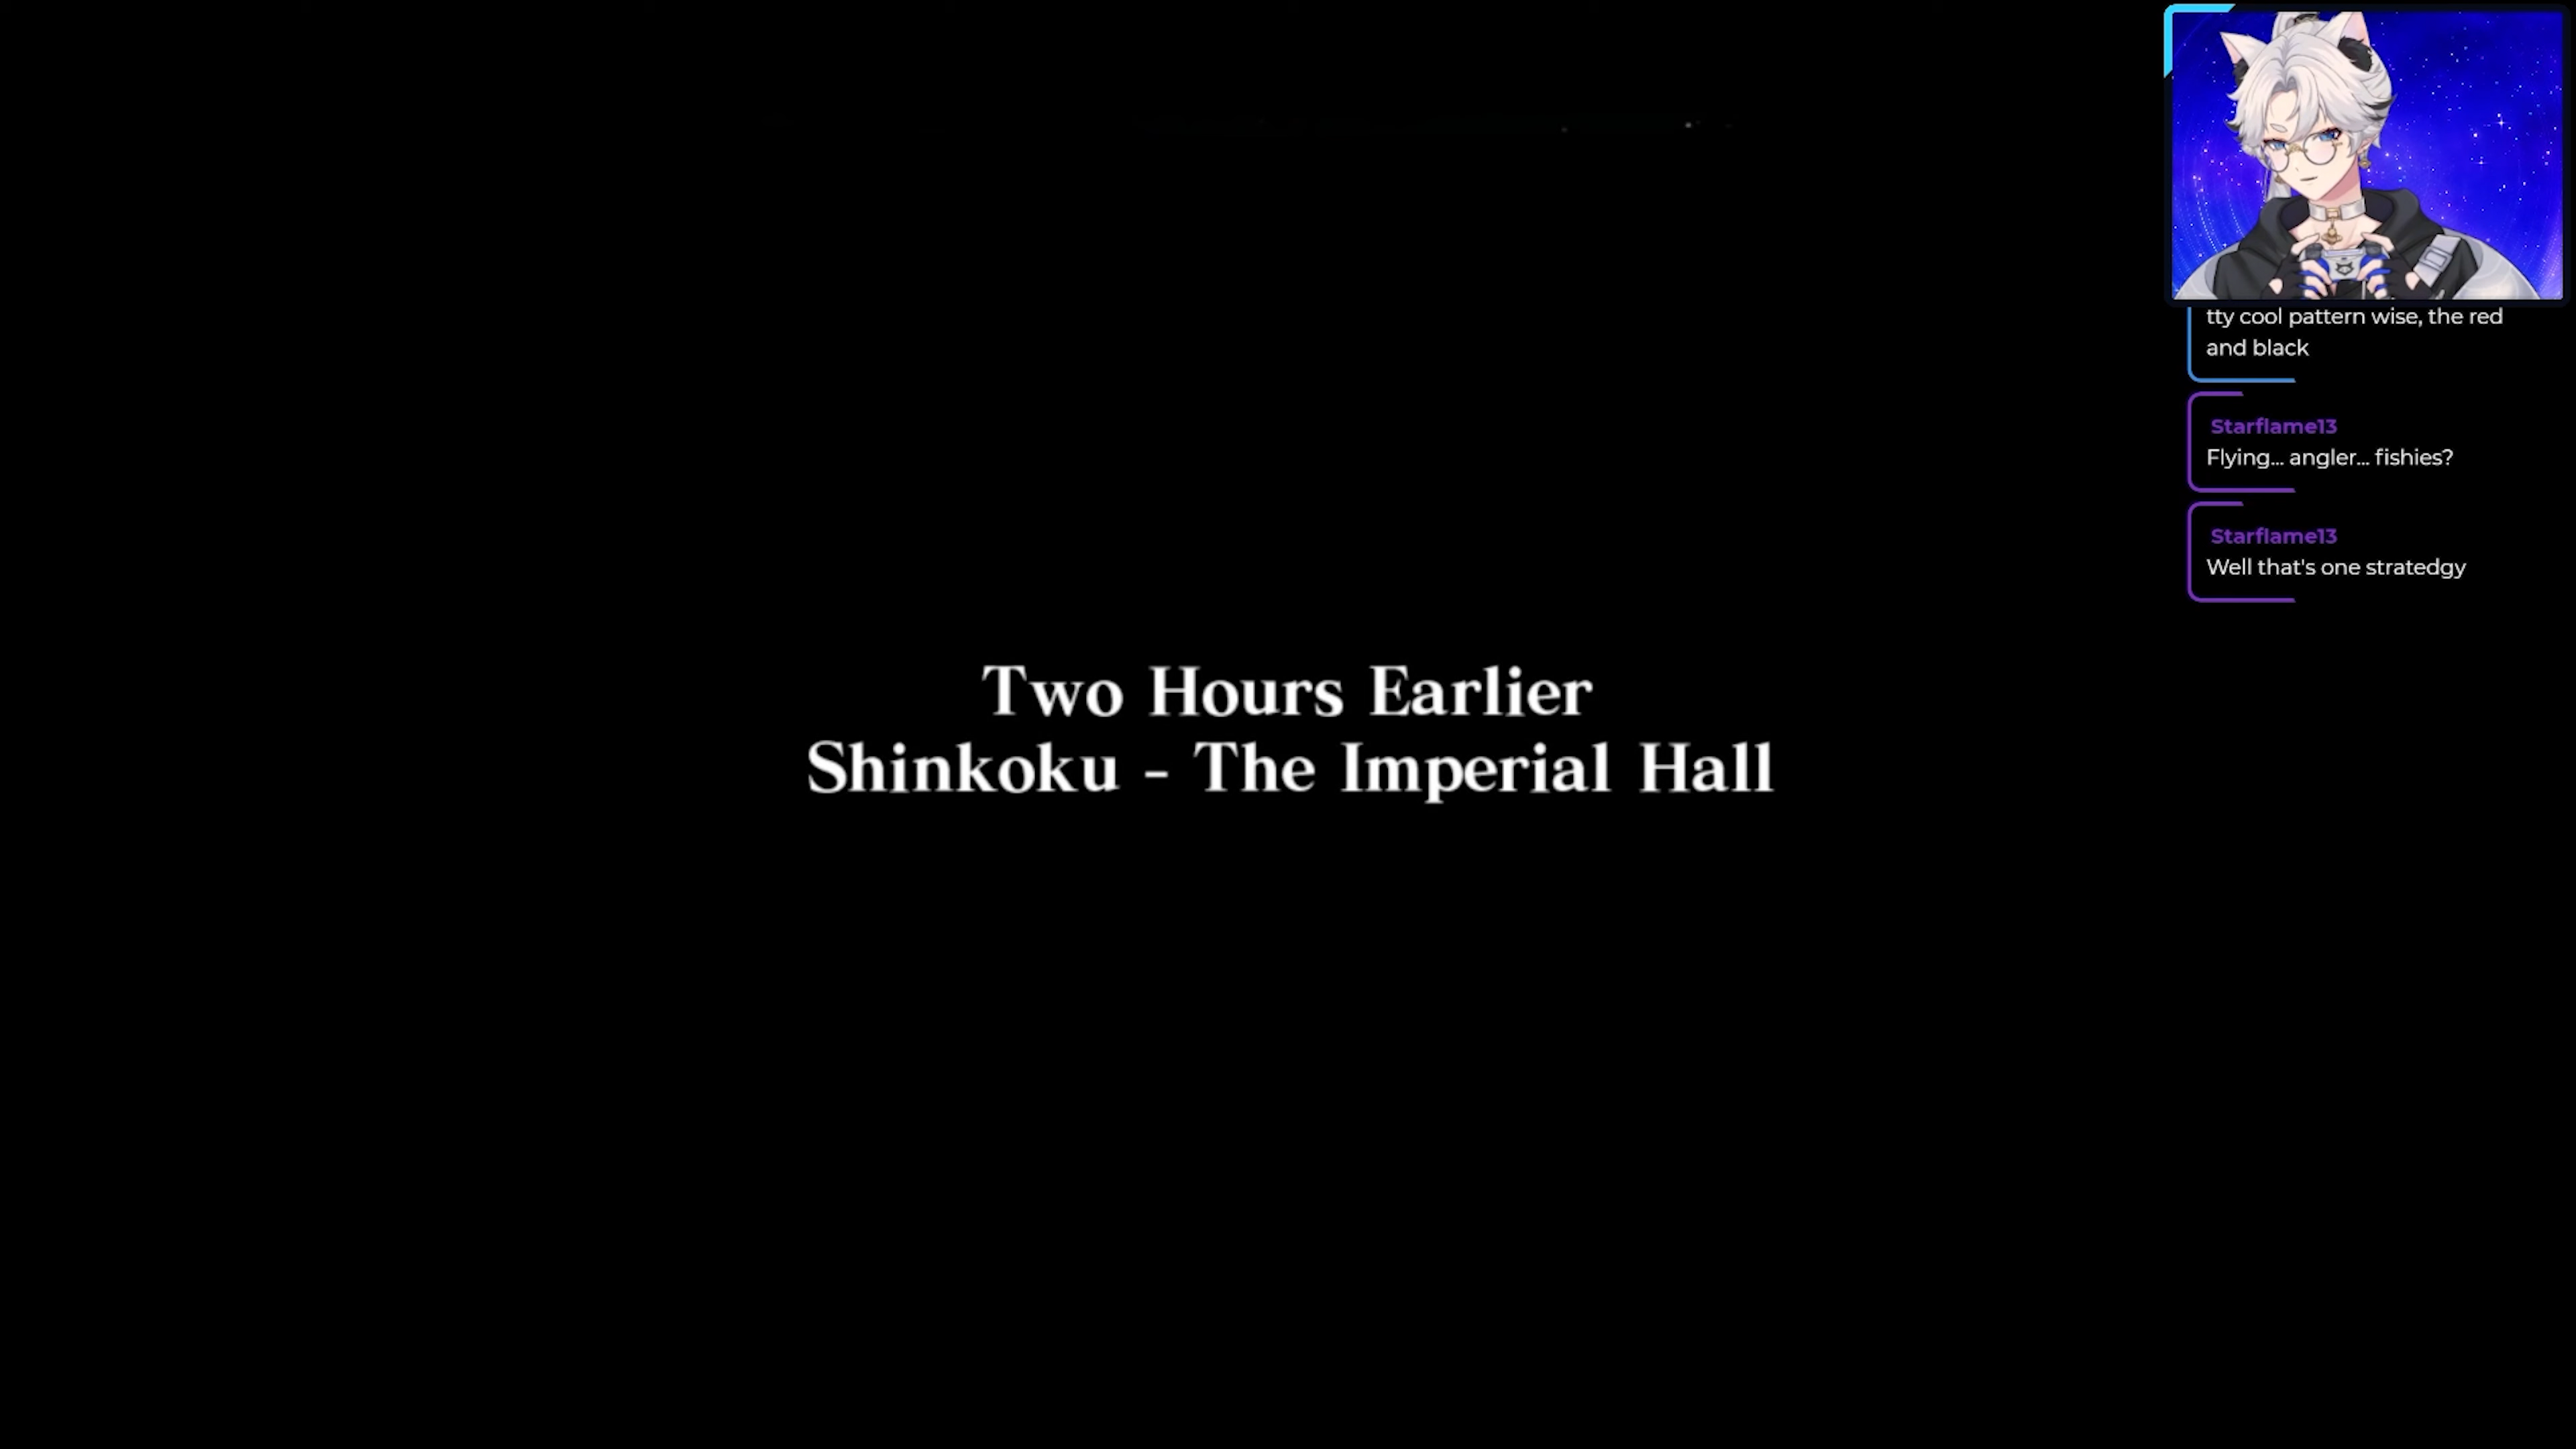 Two Hours Earlier
Shinkoku - The Imperial Hall
tty cool pattern wise, the red
and black
Starflame13
Flying... angler... fishies?
Starflame13
Well that's one stratedgy